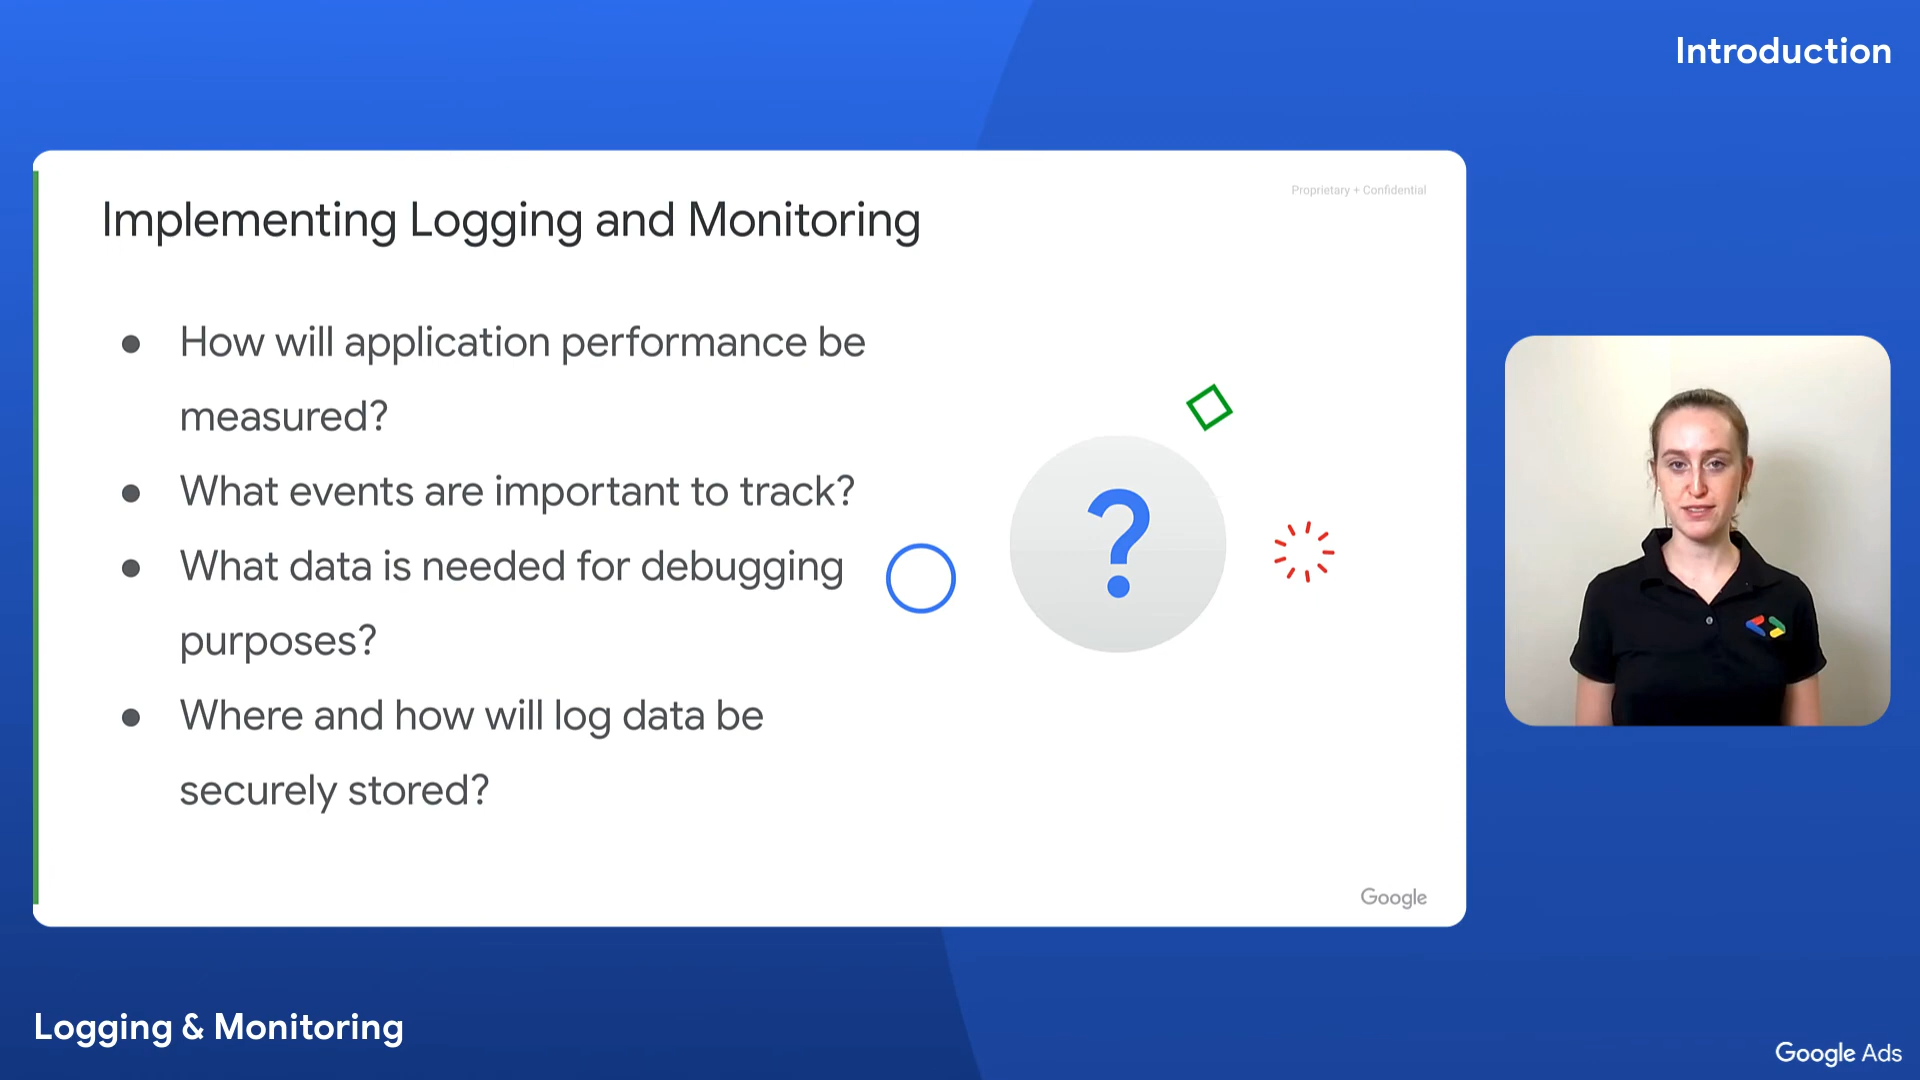 Introduction
Proprietary + Confidential
Implementing Logging and Monitoring
● How will application performance be
measured?
● What events are important to track?
● What data is needed for debugging
purposes?
● Where and how will log data be
securely stored?
?
Google
Logging & Monitoring
Google Ads